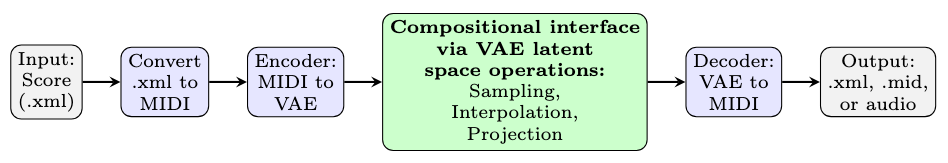 Input:
Score
(.xml)
Convert
.xml to
MIDI
Encoder:
MIDI to
VAE
Compositional interface
via VAE latent
space operations:
Sampling,
Interpolation,
Projection
Decoder:
VAE to
MIDI
Output:
.xml, .mid,
or audio